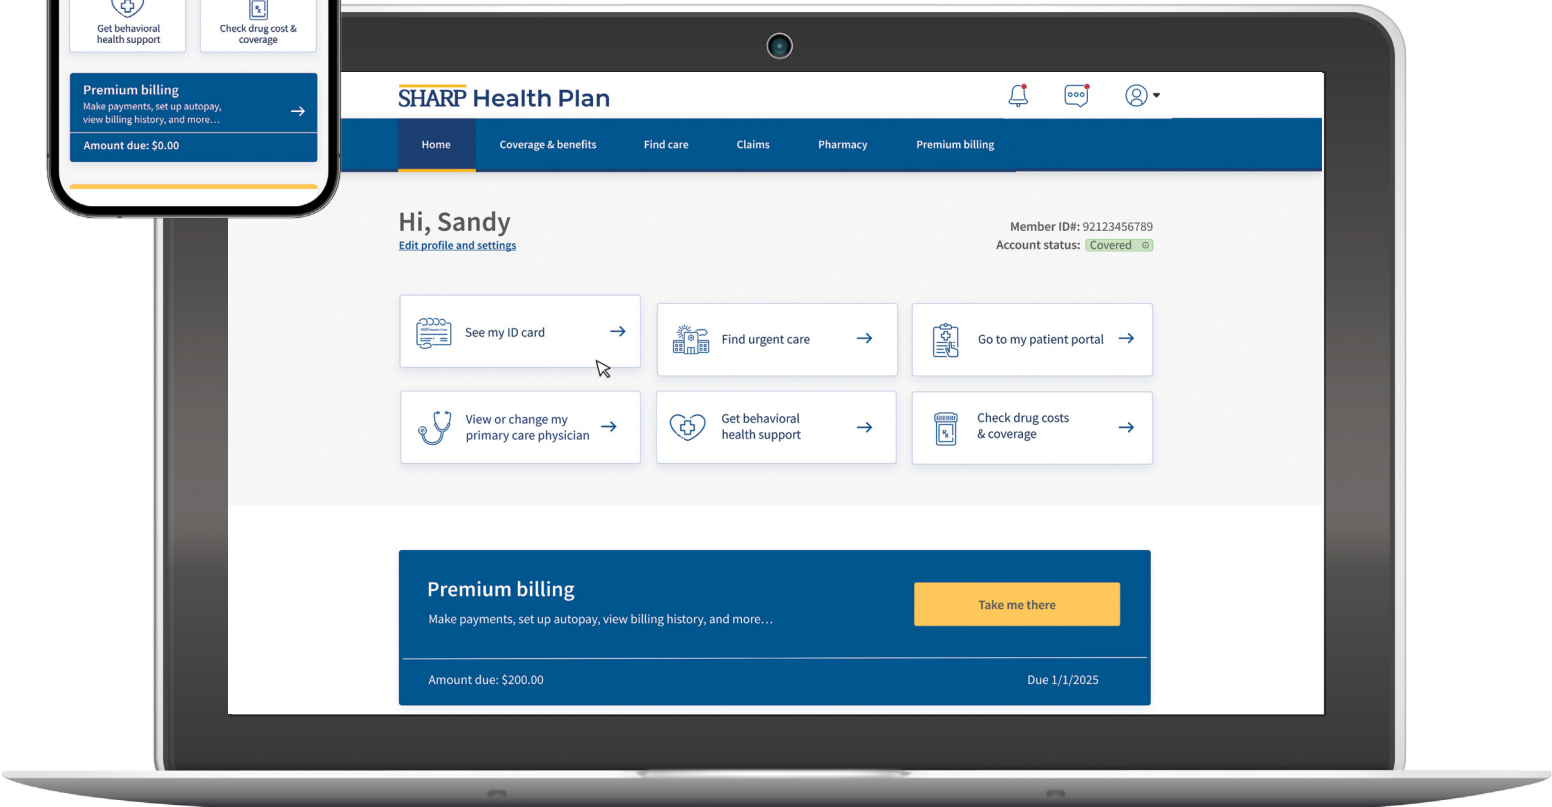 Get behavioral
health support
Check drug cost &
coverage
Premium billing
Make payments, set up autopay,
view billing history, and more...
Amount due: $0.00
SHARP Health Plan
Home
Coverage & benefits
Find care
Claims
Pharmacy
Premium billing
Hi, Sandy
Edit profile and settings
Member ID#: 92123456789
Account status: Covered
See my ID card
Find urgent care
Go to my patient portal
View or change my
primary care physician
Get behavioral
health support
Check drug costs
& coverage
Premium billing
Make payments, set up autopay, view billing history, and more...
Take me there
Amount due: $200.00
Due 1/1/2025